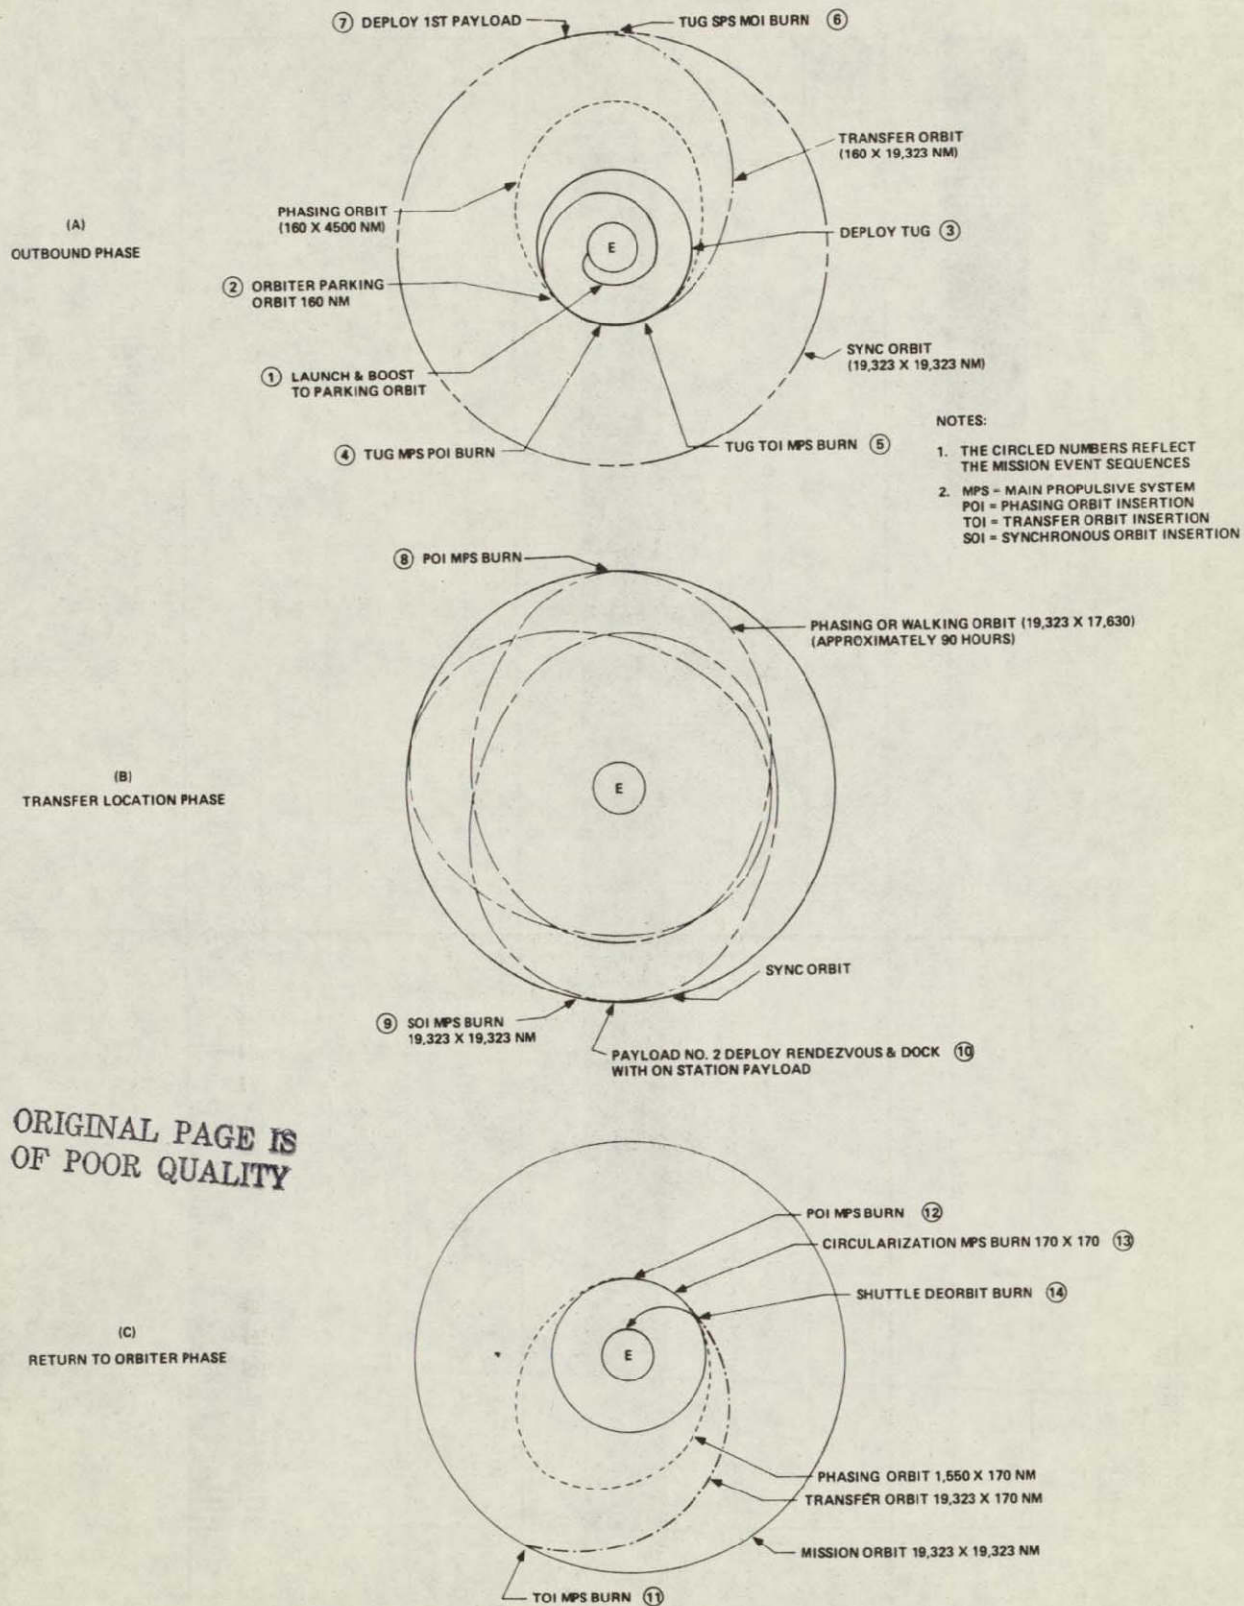 ⑦ DEPLOY 1ST PAYLOAD
TUG SPS MOI BURN ⑥
TRANSFER ORBIT
(160 X 19,323 NM)
PHASING ORBIT
(160 X 4500 NM)
(A)
OUTBOUND PHASE
E
DEPLOY TUG ③
② ORBITER PARKING
ORBIT 160 NM
SYNC ORBIT
(19,323 X 19,323 NM)
① LAUNCH & BOOST
TO PARKING ORBIT
④ TUG MPS POI BURN
TUG TOI MPS BURN ⑤
NOTES:
1. THE CIRCLED NUMBERS REFLECT
THE MISSION EVENT SEQUENCES
2. MPS = MAIN PROPULSIVE SYSTEM
POI = PHASING ORBIT INSERTION
TOI = TRANSFER ORBIT INSERTION
SOI = SYNCHRONOUS ORBIT INSERTION
⑧ POI MPS BURN
PHASING OR WALKING ORBIT (19,323 X 17,630)
(APPROXIMATELY 90 HOURS)
(B)
TRANSFER LOCATION PHASE
E
SYNC ORBIT
⑨ SOI MPS BURN
19,323 X 19,323 NM
PAYLOAD NO. 2 DEPLOY RENDEZVOUS & DOCK ⑩
WITH ON STATION PAYLOAD
ORIGINAL PAGE IS
OF POOR QUALITY
POI MPS BURN ⑫
CIRCULARIZATION MPS BURN 170 X 170 ⑬
SHUTTLE DEORBIT BURN ⑭
(C)
RETURN TO ORBITER PHASE
E
PHASING ORBIT 1,550 X 170 NM
TRANSFER ORBIT 19,323 X 170 NM
MISSION ORBIT 19,323 X 19,323 NM
TOI MPS BURN ⑪